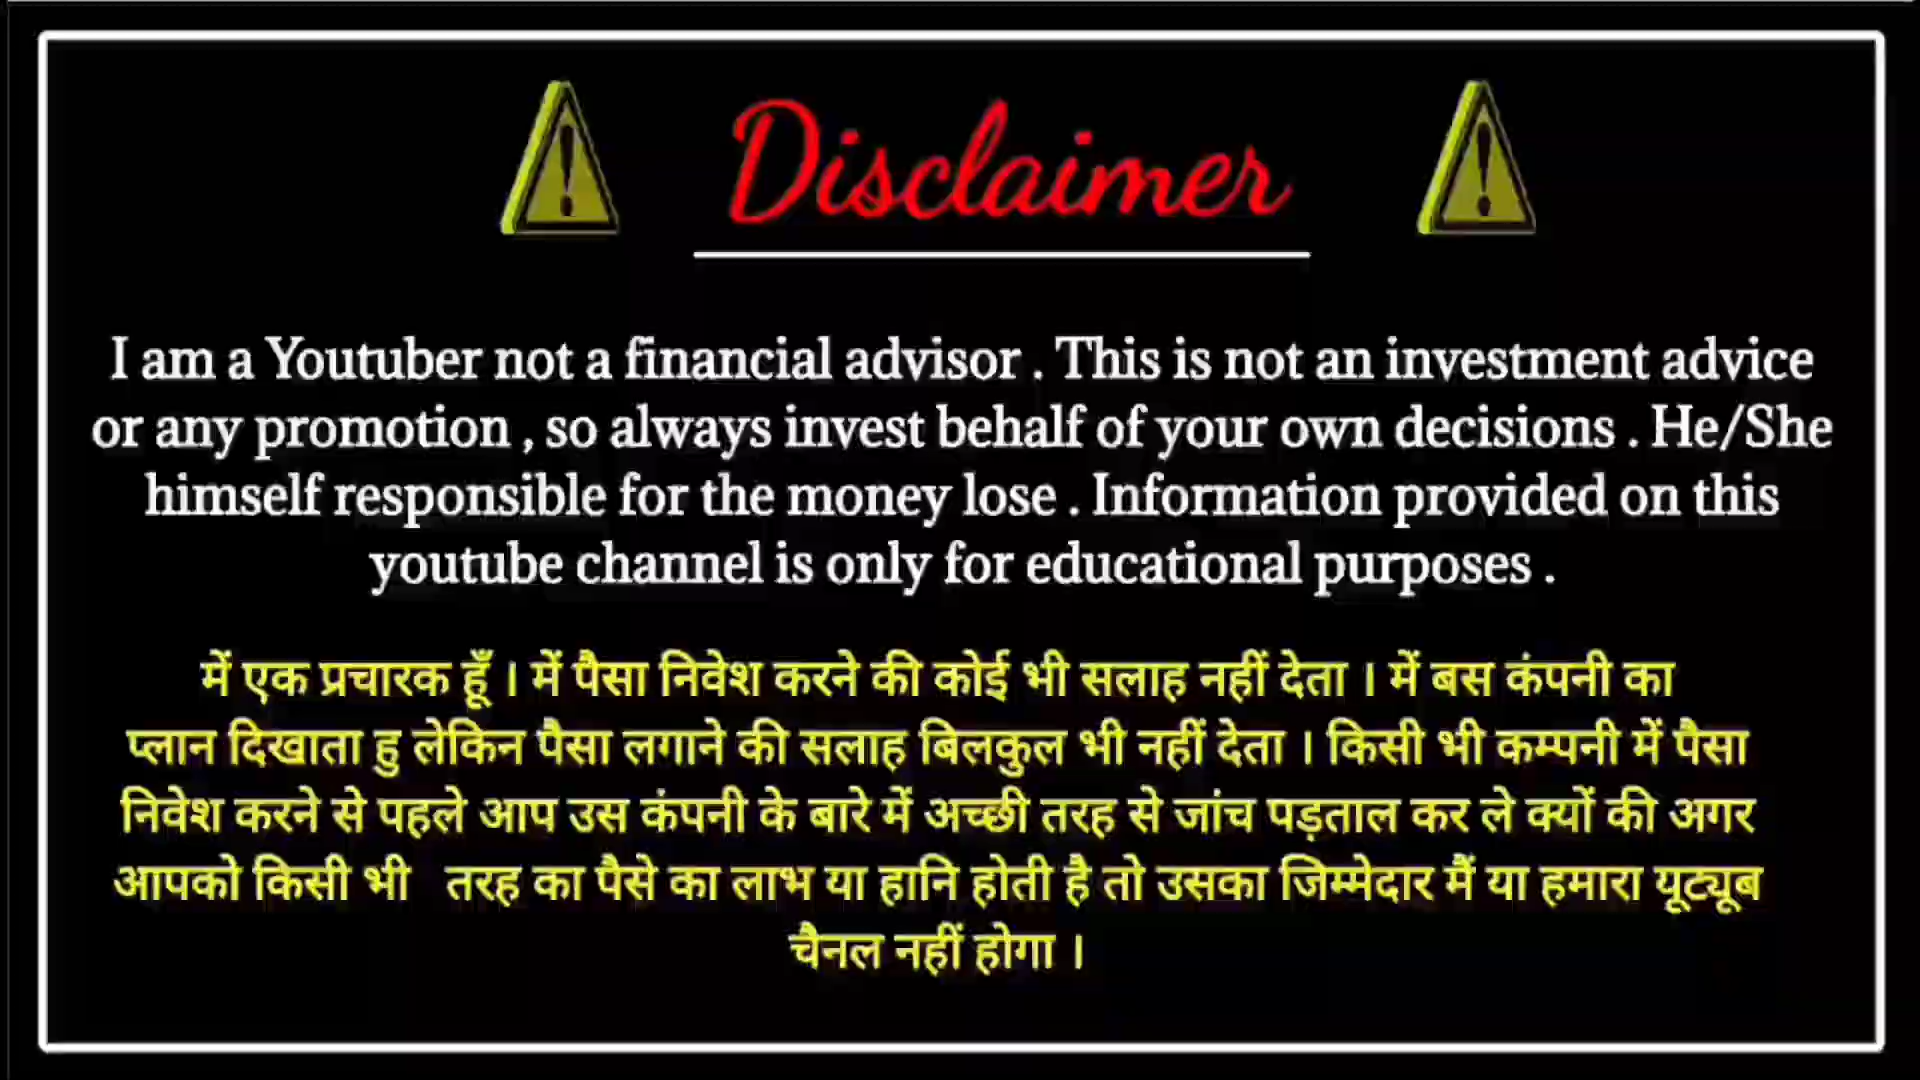 Disclaimer
I am a Youtuber not a financial advisor . This is not an investment advice
or any promotion , so always invest behalf of your own decisions . He/She
himself responsible for the money lose . Information provided on this
youtube channel is only for educational purposes .
में एक प्रचारक हूँ । में पैसा निवेश करने की कोई भी सलाह नहीं देता । में बस कंपनी का
प्लान दिखाता हु लेकिन पैसा लगाने की सलाह बिलकुल भी नहीं देता । किसी भी कम्पनी में पैसा
निवेश करने से पहले आप उस कंपनी के बारे में अच्छी तरह से जांच पड़ताल कर ले क्यों की अगर
आपको किसी भी तरह का पैसे का लाभ या हानि होती है तो उसका जिम्मेदार मैं या हमारा यूट्यूब
चैनल नहीं होगा ।